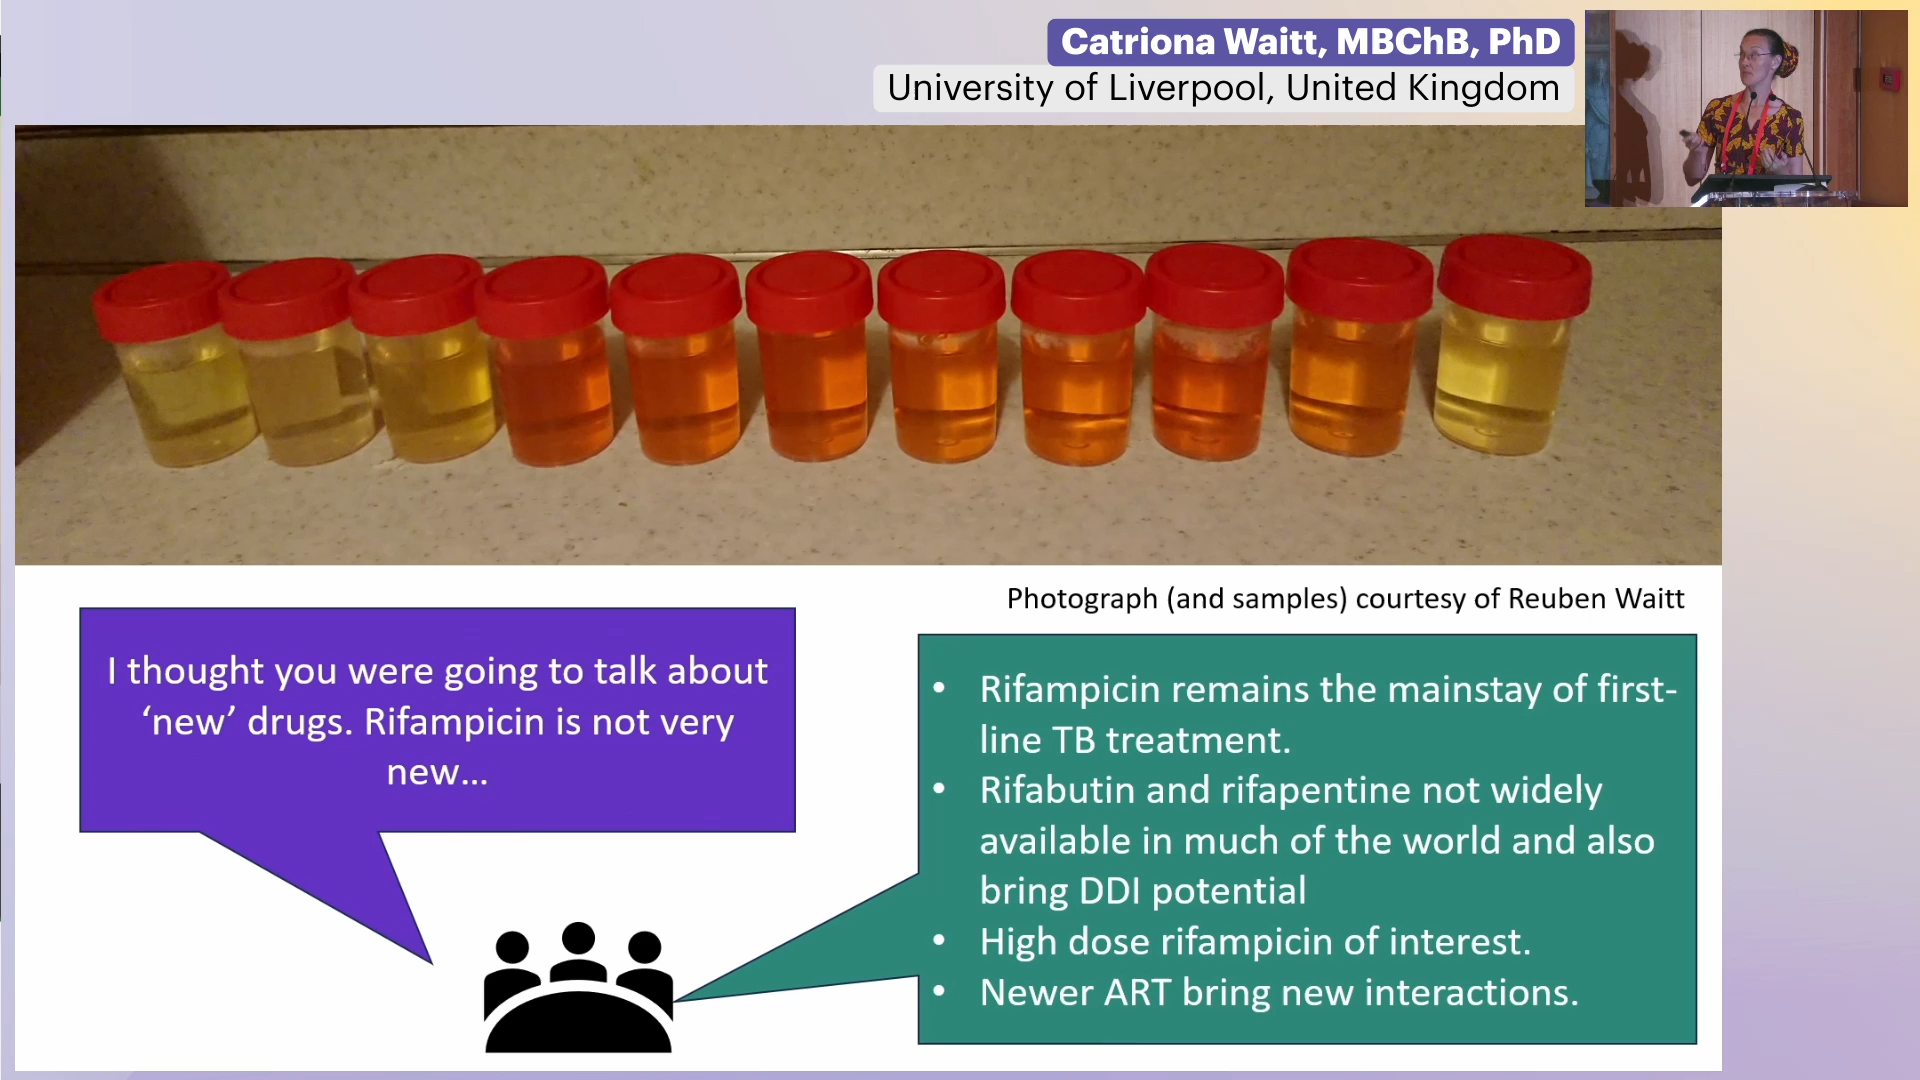 Catriona Waitt, MBChB, PhD
University of Liverpool, United Kingdom
Photograph (and samples) courtesy of Reuben Waitt
I thought you were going to talk about
‘new’ drugs. Rifampicin is not very
new…
• Rifampicin remains the mainstay of first-
line TB treatment.
• Rifabutin and rifapentine not widely
available in much of the world and also
bring DDI potential
• High dose rifampicin of interest.
• Newer ART bring new interactions.